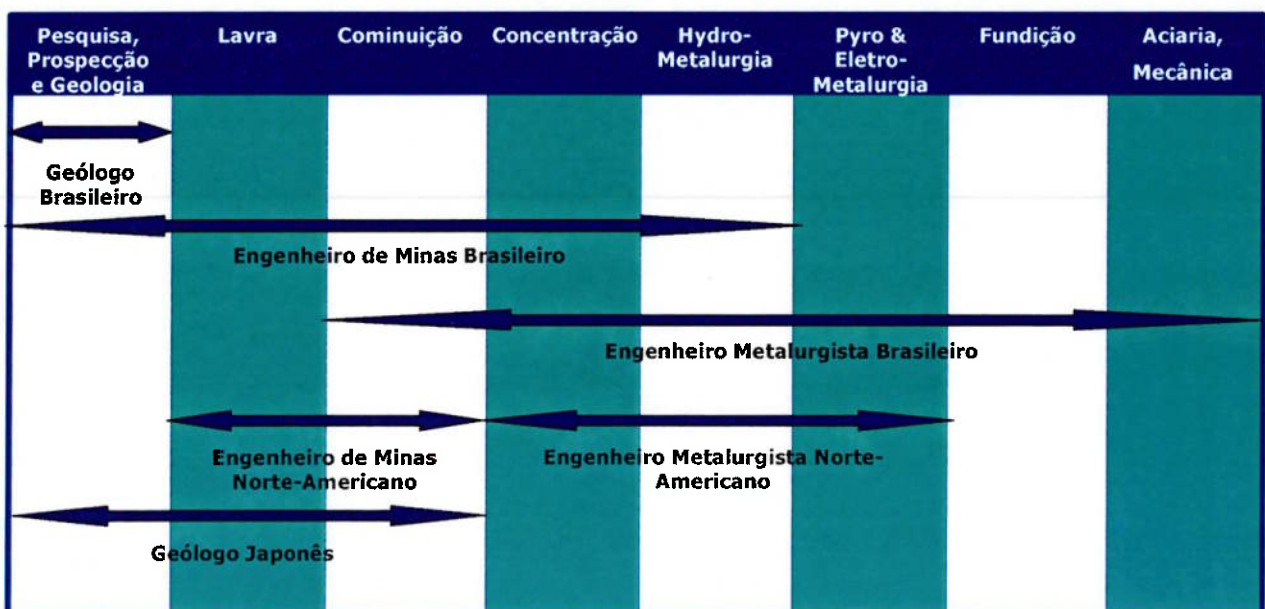 Pesquisa,
Prospecção
e Geologia
Lavra
Cominuição
Concentração
Hydro-
Metalurgia
Pyro &
Eletro-
Metalurgia
Fundição
Aciaria,
Mecânica
Geólogo
Brasileiro
Engenheiro de Minas Brasileiro
Engenheiro Metalurgista Brasileiro
Engenheiro de Minas
Norte-Americano
Engenheiro Metalurgista Norte-
Americano
Geólogo Japonês